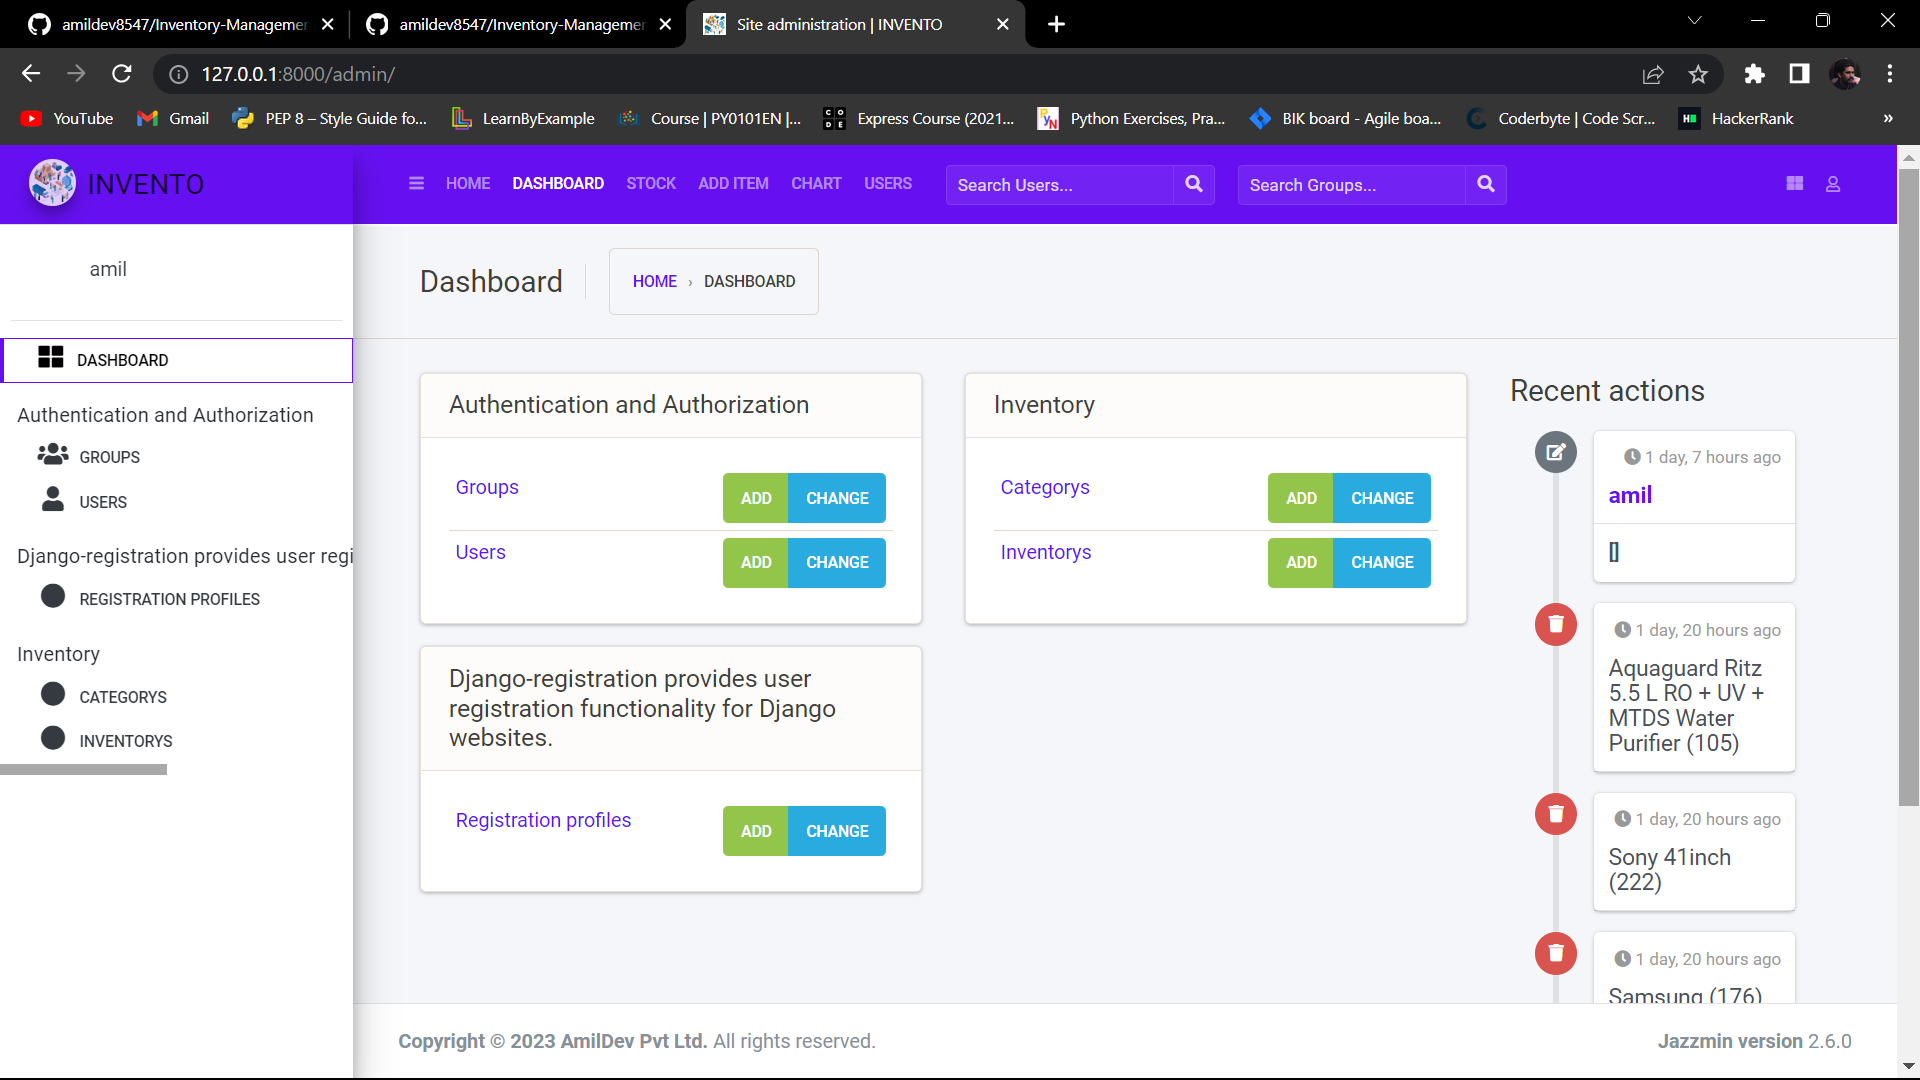 amildev8547/Inventory-Managemer
amildev8547/Inventory-Managemer
Site administration | INVENTO
127.0.0.1:8000/admin/
YouTube
Gmail
PEP 8 – Style Guide fo...
LearnByExample
Course | PY0101EN |...
Express Course (2021...
Python Exercises, Pra...
BIK board - Agile boa...
Coderbyte | Code Scr...
HackerRank
»
INVENTO
HOME
DASHBOARD
STOCK
ADD ITEM
CHART
USERS
Search Users...
Search Groups...
amil
DASHBOARD
Authentication and Authorization
GROUPS
USERS
Django-registration provides user regi
REGISTRATION PROFILES
Inventory
CATEGORYS
INVENTORYS
Dashboard
HOME › DASHBOARD
Authentication and Authorization
Groups
ADD
CHANGE
Users
ADD
CHANGE
Inventory
Categorys
ADD
CHANGE
Inventorys
ADD
CHANGE
Django-registration provides user
registration functionality for Django
websites.
Registration profiles
ADD
CHANGE
Recent actions
1 day, 7 hours ago
amil
[]
1 day, 20 hours ago
Aquaguard Ritz
5.5 L RO + UV +
MTDS Water
Purifier (105)
1 day, 20 hours ago
Sony 41inch
(222)
1 day, 20 hours ago
Samsung (176)
Copyright © 2023 AmilDev Pvt Ltd. All rights reserved.
Jazzmin version 2.6.0